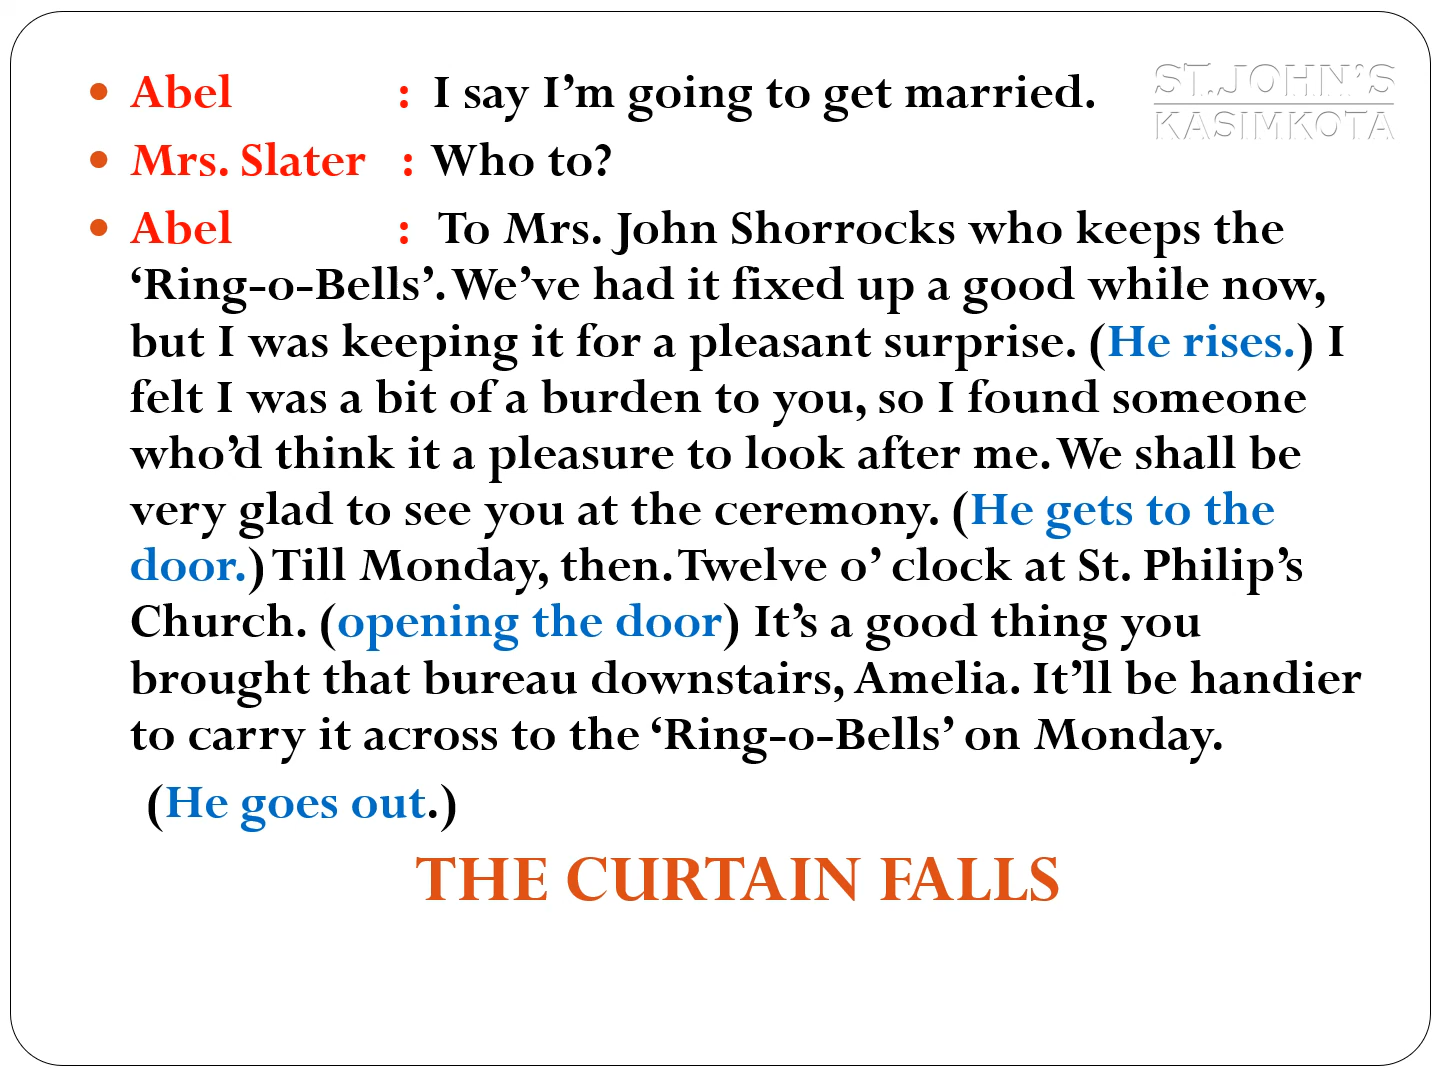 • Abel : I say I’m going to get married.
ST.JOHN’S
KASIMKOTA
• Mrs. Slater : Who to?
• Abel : To Mrs. John Shorrocks who keeps the
‘Ring-o-Bells’. We’ve had it fixed up a good while now,
but I was keeping it for a pleasant surprise. (He rises.) I
felt I was a bit of a burden to you, so I found someone
who’d think it a pleasure to look after me. We shall be
very glad to see you at the ceremony. (He gets to the
door.) Till Monday, then. Twelve o’ clock at St. Philip’s
Church. (opening the door) It’s a good thing you
brought that bureau downstairs, Amelia. It’ll be handier
to carry it across to the ‘Ring-o-Bells’ on Monday.
(He goes out.)
THE CURTAIN FALLS